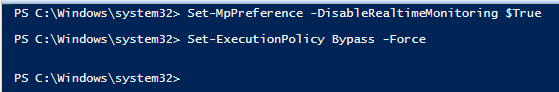 PS C:\Windows\system32> Set-MpPreference -DisableRealtimeMonitoring $True
PS C:\Windows\system32> Set-ExecutionPolicy Bypass -Force
PS C:\Windows\system32>